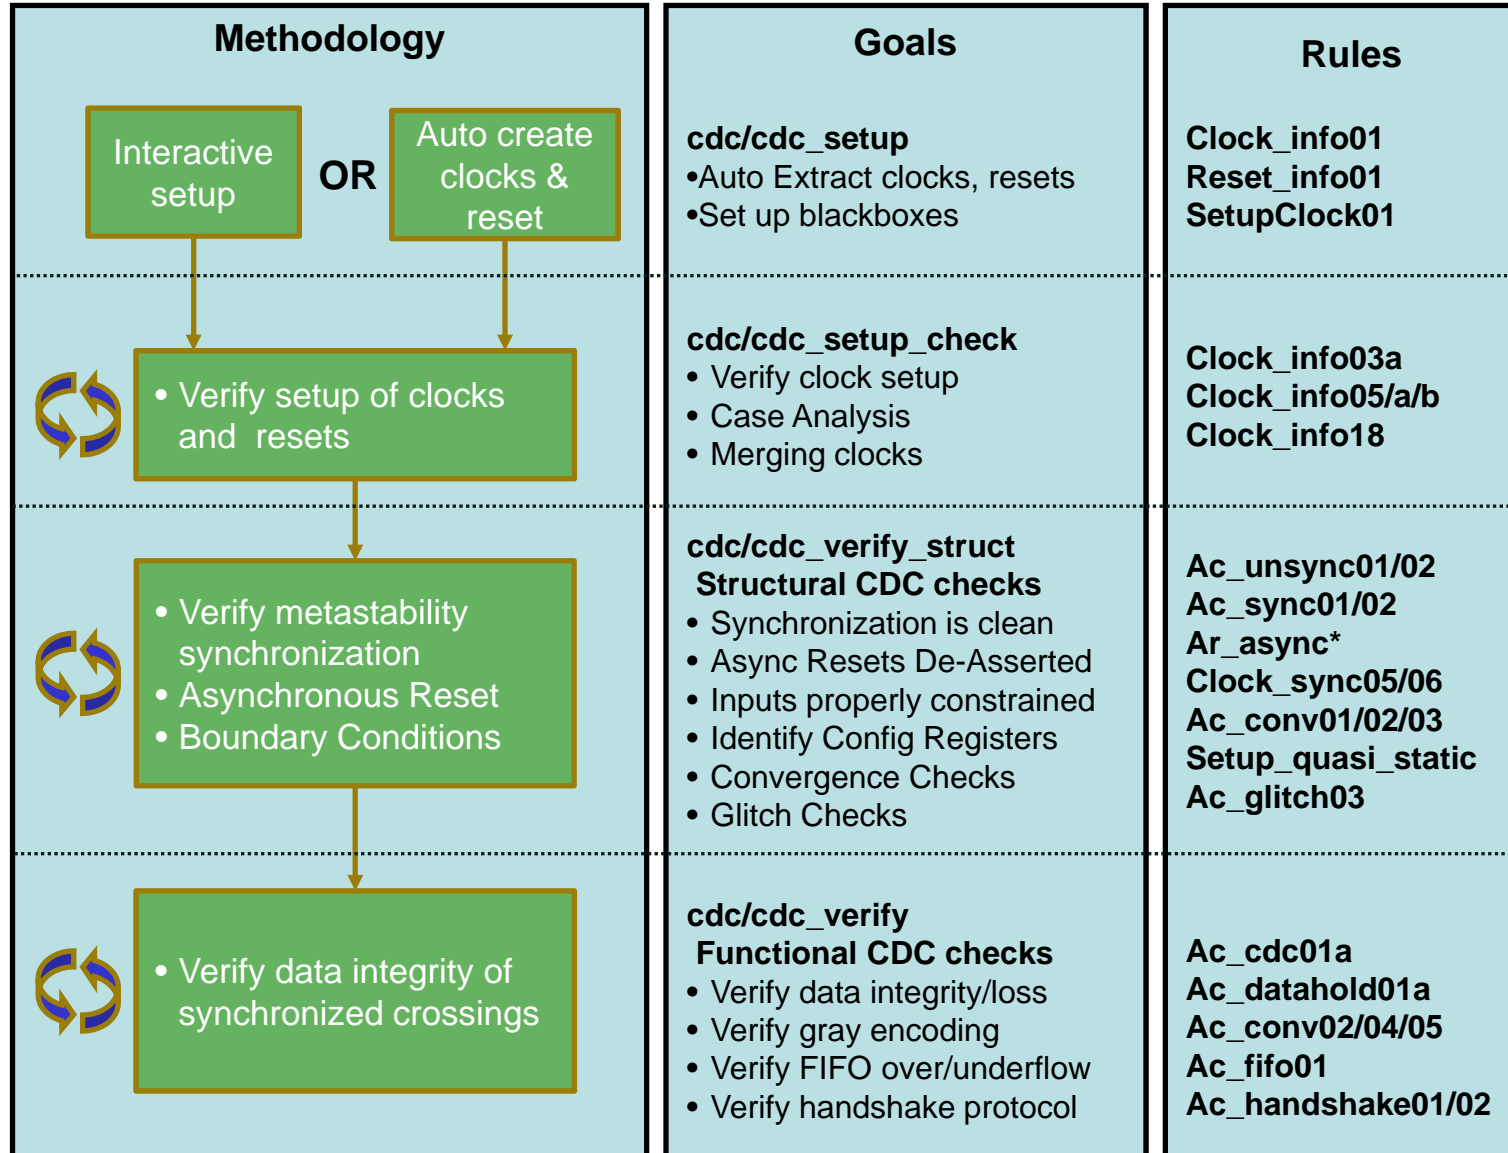 Methodology
Interactive
setup
OR
Auto create
clocks &
reset
• Verify setup of clocks
and resets
• Verify metastability
synchronization
• Asynchronous Reset
• Boundary Conditions
• Verify data integrity of
synchronized crossings
Goals
cdc/cdc_setup
•Auto Extract clocks, resets
•Set up blackboxes
cdc/cdc_setup_check
• Verify clock setup
• Case Analysis
• Merging clocks
cdc/cdc_verify_struct
Structural CDC checks
• Synchronization is clean
• Async Resets De-Asserted
• Inputs properly constrained
• Identify Config Registers
• Convergence Checks
• Glitch Checks
cdc/cdc_verify
Functional CDC checks
• Verify data integrity/loss
• Verify gray encoding
• Verify FIFO over/underflow
• Verify handshake protocol
Rules
Clock_info01
Reset_info01
SetupClock01
Clock_info03a
Clock_info05/a/b
Clock_info18
Ac_unsync01/02
Ac_sync01/02
Ar_async*
Clock_sync05/06
Ac_conv01/02/03
Setup_quasi_static
Ac_glitch03
Ac_cdc01a
Ac_datahold01a
Ac_conv02/04/05
Ac_fifo01
Ac_handshake01/02